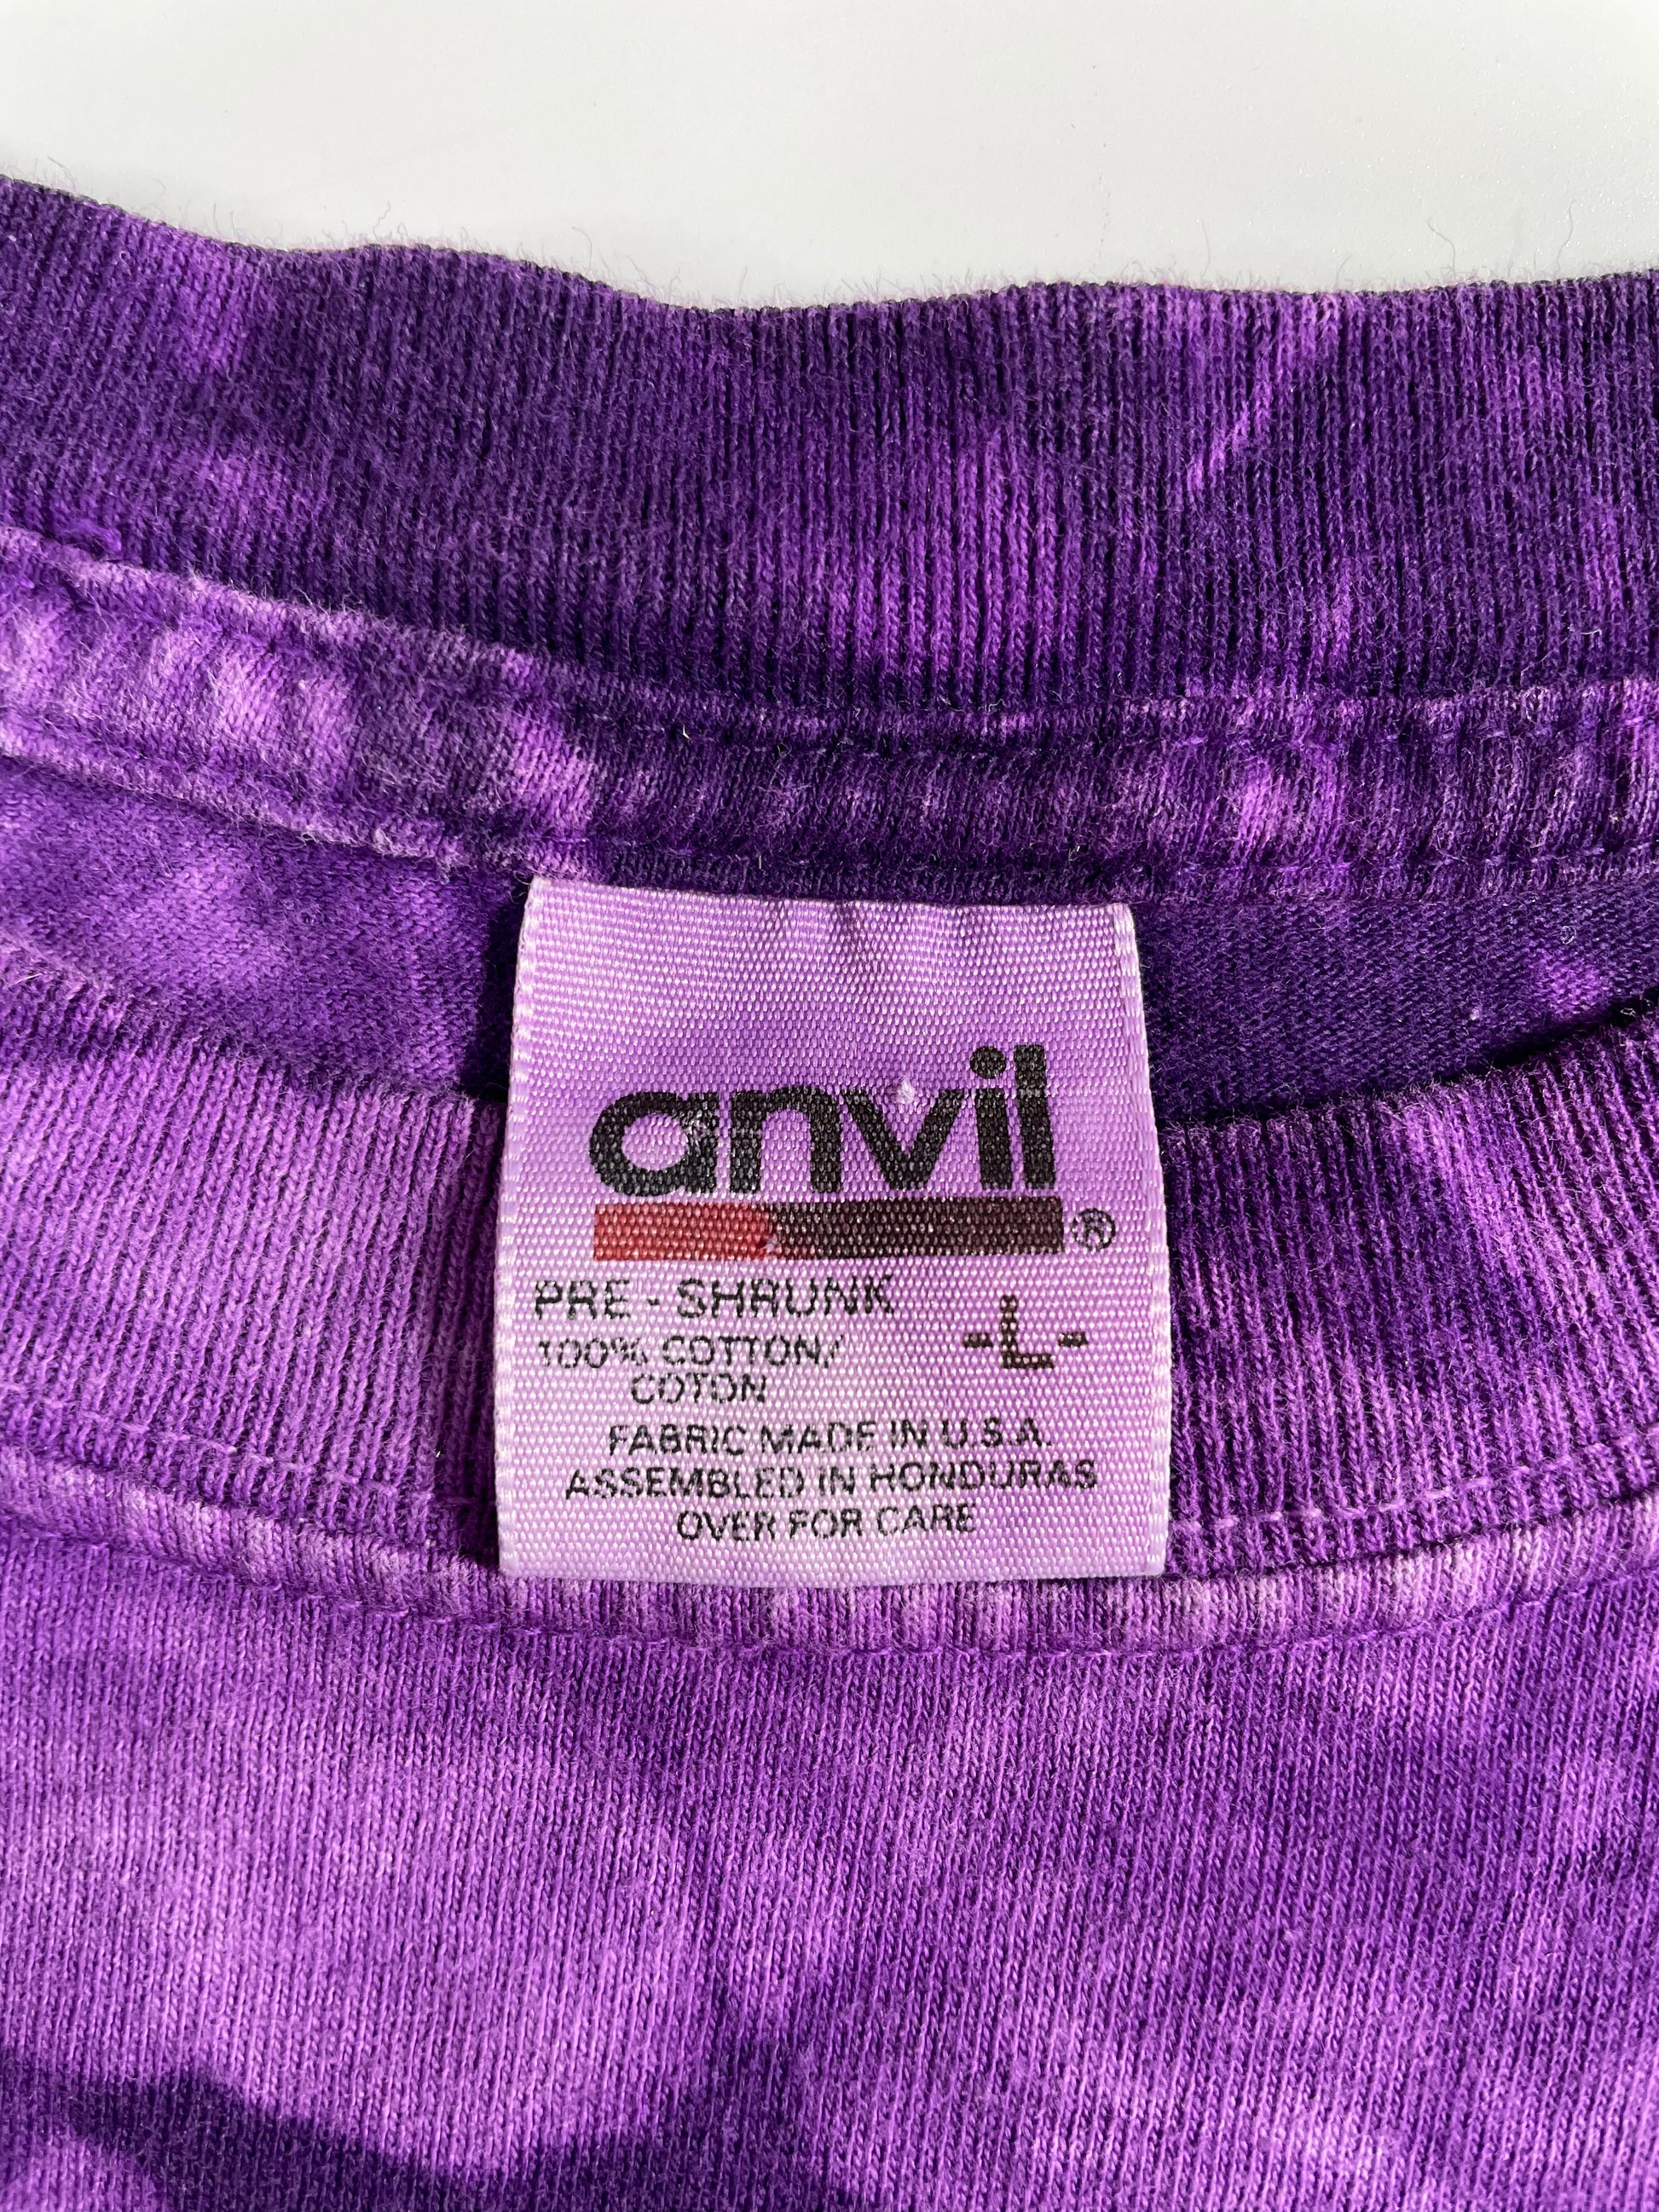 anvil
®
PRE - SHRUNK
-L-
100% COTTON/
COTON
FABRIC MADE IN U.S.A.
ASSEMBLED IN HONDURAS
OVER FOR CARE